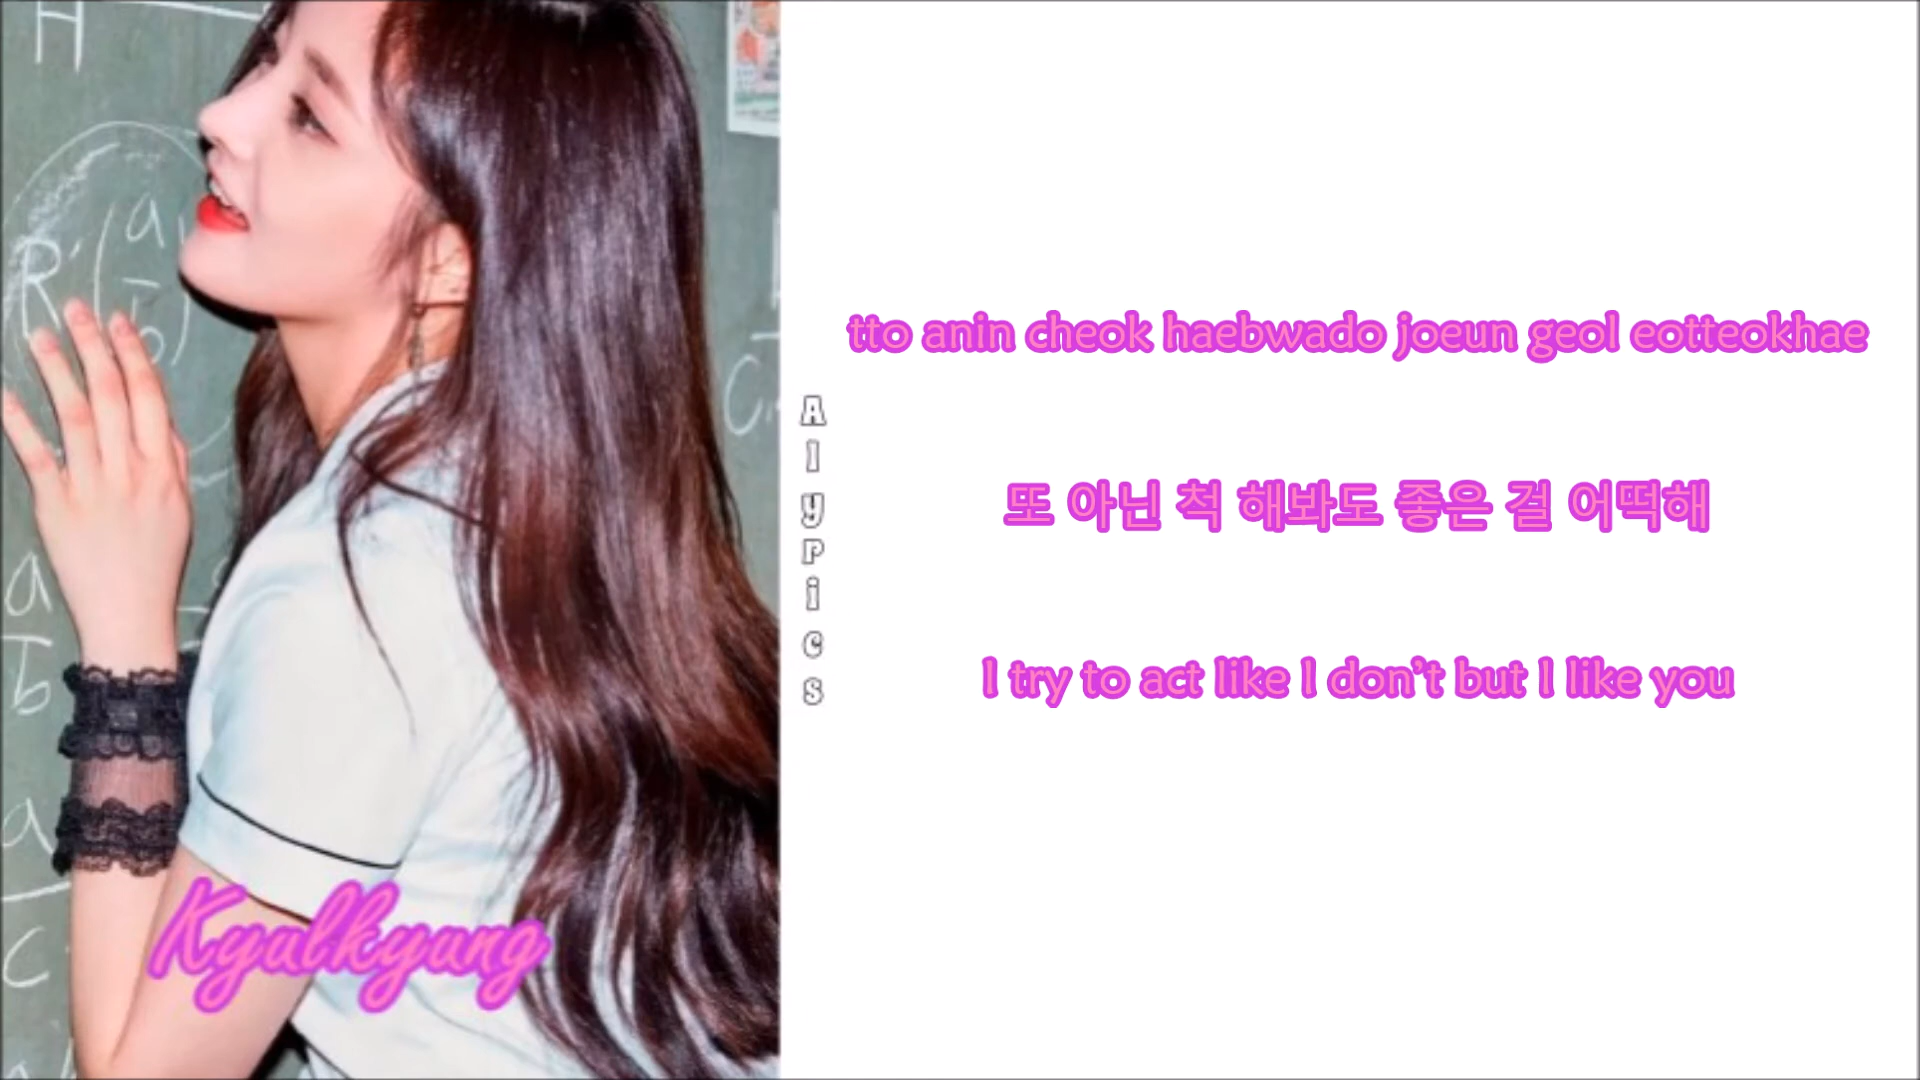 H
R (a
b)
a
b
a
c
Kyulkyung
Alypics
tto anin cheok haebwado joeun geol eotteokhae
또 아닌 척 해봐도 좋은 걸 어떡해
I try to act like I don't but I like you